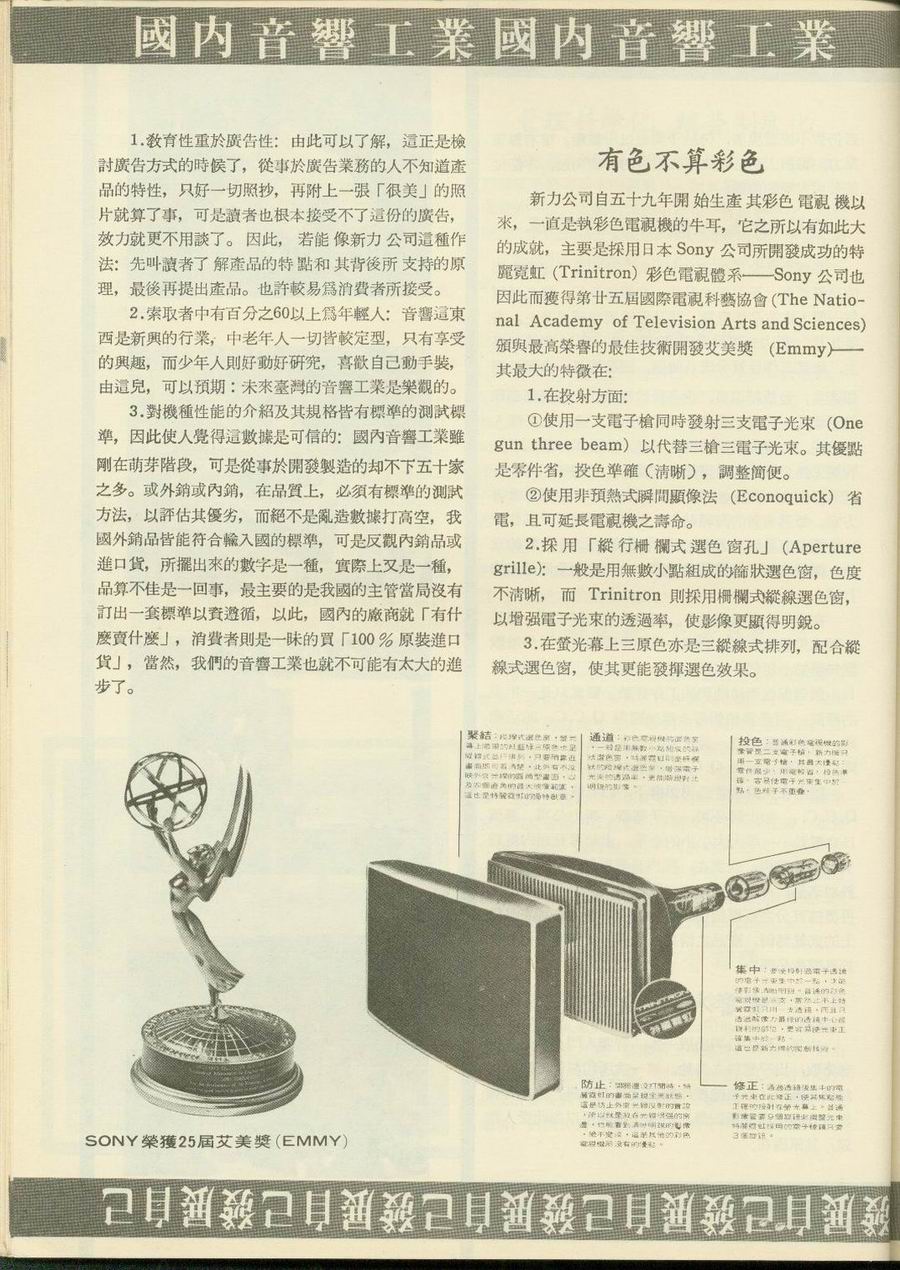 國內音響工業國內音響工業
1.教育性重於廣告性：由此可以了解，這正是檢
討廣告方式的時候了，從事於廣告業務的人不知道產
品的特性，只好一切照抄，再附上一張「很美」的照
片就算了事，可是讀者也根本接受不了這份的廣告，
效力就更不用談了。因此，若能像新力公司這種作
法：先叫讀者了解產品的特點和其背後所支持的原
理，最後再提出產品。也許較易爲消費者所接受。
2.索取者中有百分之60以上爲年輕人：音響這東
西是新興的行業，中老年人一切皆較定型，只有享受
的興趣，而少年人則好動好研究，喜歡自己動手裝，
由這兒，可以預期：未來臺灣的音響工業是樂觀的。
3.對機種性能的介紹及其規格皆有標準的測試標
準，因此使人覺得這數據是可信的：國內音響工業雖
剛在萌芽階段，可是從事於開發製造的却不下五十家
之多。或外銷或內銷，在品質上，必須有標準的測試
方法，以評估其優劣，而絕不是亂造數據打高空，我
國外銷品皆能符合輸入國的標準，可是反觀內銷品或
進口貨，所擺出來的數字是一種，實際上又是一種，
品算不佳是一回事，最主要的是我國的主管當局沒有
訂出一套標準以資遵循，以此，國內的廠商就「有什
麼賣什麼」，消費者則是一昧的買「100％原裝進口
貨」，當然，我們的音響工業也就不可能有太大的進
步了。
有色不算彩色
新力公司自五十九年開始生產其彩色電視機以
來，一直是執彩色電視機的牛耳，它之所以有如此大
的成就，主要是採用日本Sony公司所開發成功的特
麗霓虹（Trinitron）彩色電視體系——Sony公司也
因此而獲得第廿五屆國際電視科藝協會（The Natio-
nal Academy of Television Arts and Sciences）
頒與最高榮譽的最佳技術開發艾美獎（Emmy）——
其最大的特徵在：
1.在投射方面：
①使用一支電子槍同時發射三支電子光束（One
gun three beam）以代替三槍三電子光束。其優點
是零件省，投色準確（清晰），調整簡便。
②使用非預熱式瞬間顯像法（Econoquick）省
電，且可延長電視機之壽命。
2.採用「縱行柵欄式選色窗孔」（Aperture
grille）：一般是用無數小點組成的篩狀選色窗，色度
不清晰，而 Trinitron 則採用柵欄式縱線選色窗，
以增强電子光束的透過率，使影像更顯得明銳。
3.在螢光幕上三原色亦是三縱線式排列，配合縱
線式選色窗，使其更能發揮選色效果。
聚結：
通道：
投色：
集中：
防止：
修正：
TRINITRON
SONY榮獲25屆艾美獎(EMMY)
己自展發己自展發己自展發己自展發己自展發